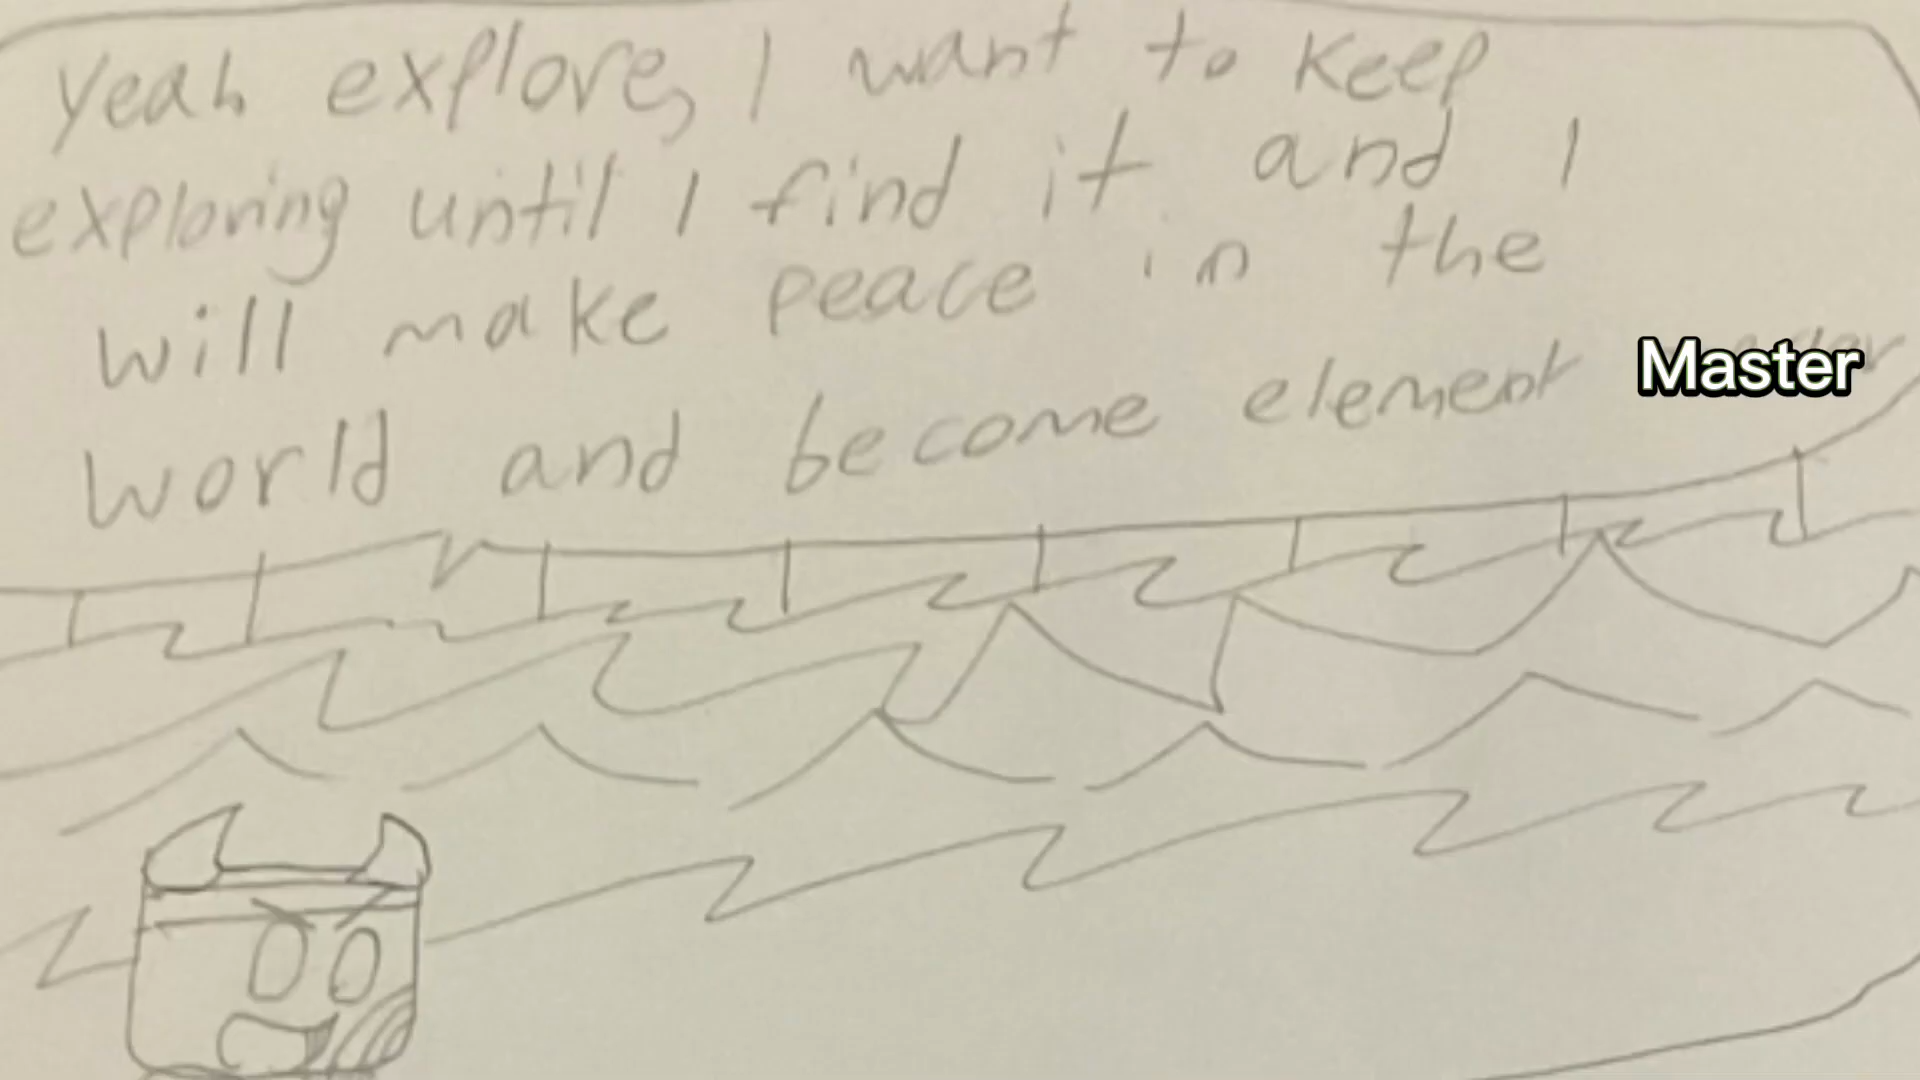 yeah explore, I want to keep
exploring until I find it and I
will make peace in the
world and become element Master